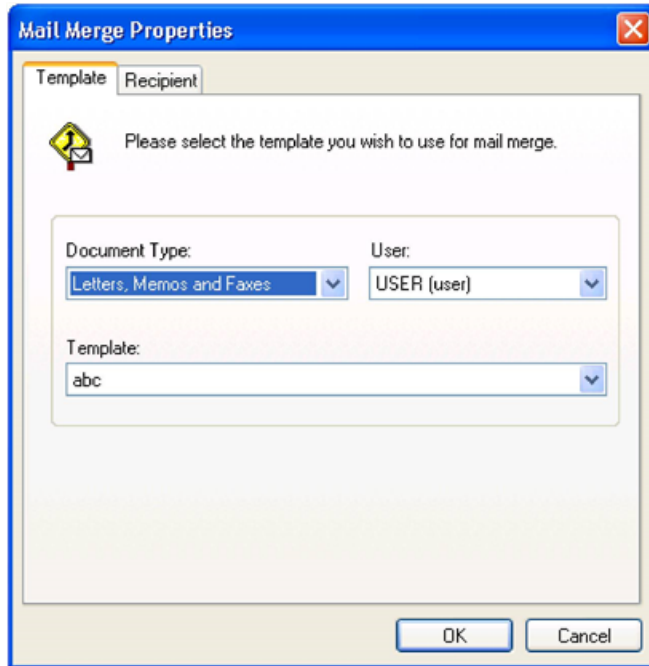 Mail Merge Properties
Template Recipient
Please select the template you wish to use for mail merge.
Document Type: User:
Letters, Memos and Faxes USER (user)
Template:
abc
OK Cancel